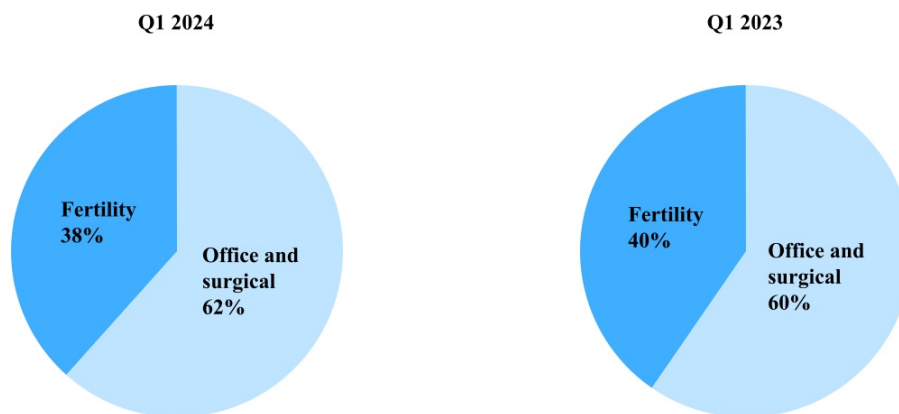 Q1 2024
Fertility
38%
Office and
surgical
62%
Q1 2023
Fertility
40%
Office and
surgical
60%